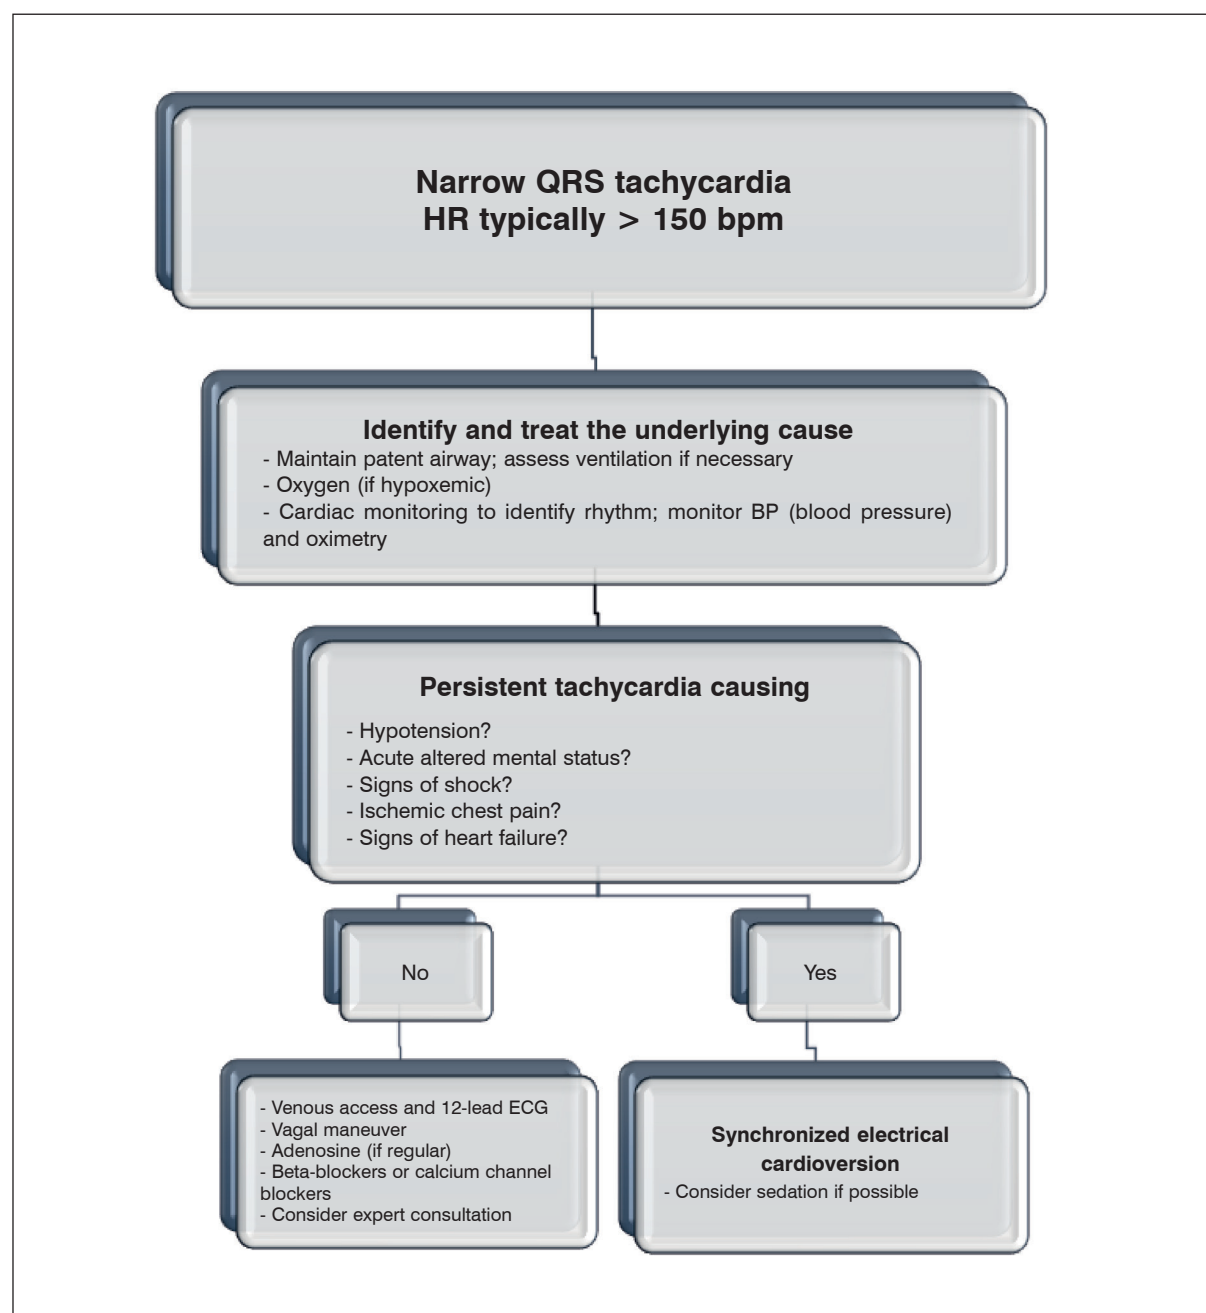 Narrow QRS tachycardia
HR typically > 150 bpm
Identify and treat the underlying cause
- Maintain patent airway; assess ventilation if necessary
- Oxygen (if hypoxemic)
- Cardiac monitoring to identify rhythm; monitor BP (blood pressure)
and oximetry
Persistent tachycardia causing
- Hypotension?
- Acute altered mental status?
- Signs of shock?
- Ischemic chest pain?
- Signs of heart failure?
No
Yes
- Venous access and 12-lead ECG
- Vagal maneuver
- Adenosine (if regular)
- Beta-blockers or calcium channel
blockers
- Consider expert consultation
Synchronized electrical
cardioversion
- Consider sedation if possible